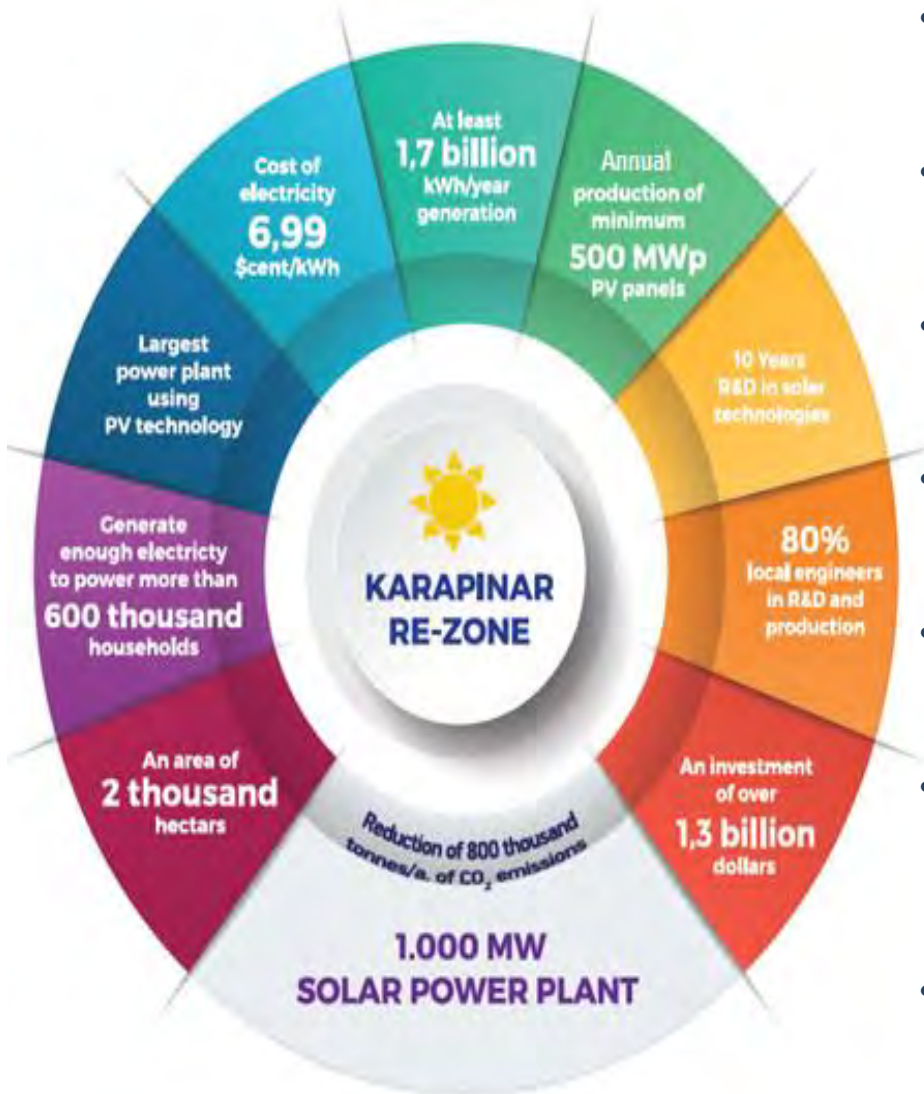 At least
1,7 billion
kWh/year
generation
Annual
production of
minimum
500 MWp
PV panels
10 Years
R&D in solar
technologies
80%
local engineers
in R&D and
production
An investment
of over
1,3 billion
dollars
Reduction of 800 thousand
tonnes/a. of CO₂ emissions
1.000 MW
SOLAR POWER PLANT
An area of
2 thousand
hectars
Generate
enough electricty
to power more than
600 thousand
households
Largest
power plant
using
PV technology
Cost of
electricity
6,99
$cent/kWh
KARAPINAR
RE-ZONE